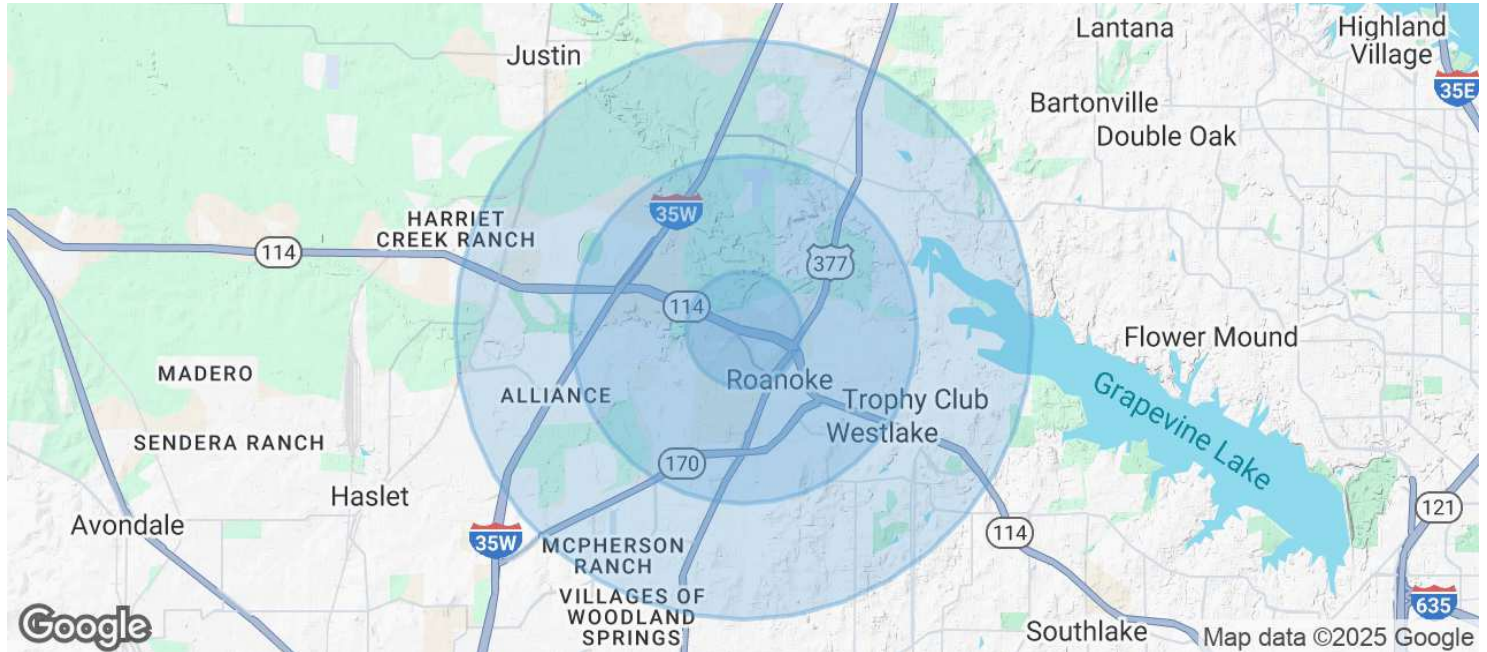 Lantana
Highland
Village
Justin
35E
Bartonville
Double Oak
35W
HARRIET
CREEK RANCH
114
377
114
Flower Mound
MADERO
Roanoke
ALLIANCE
Trophy Club
Westlake
Grapevine Lake
SENDERA RANCH
170
Haslet
121
Avondale
114
35W
MCPHERSON
RANCH
VILLAGES OF
WOODLAND
SPRINGS
635
Google
Southlake
Map data ©2025 Google